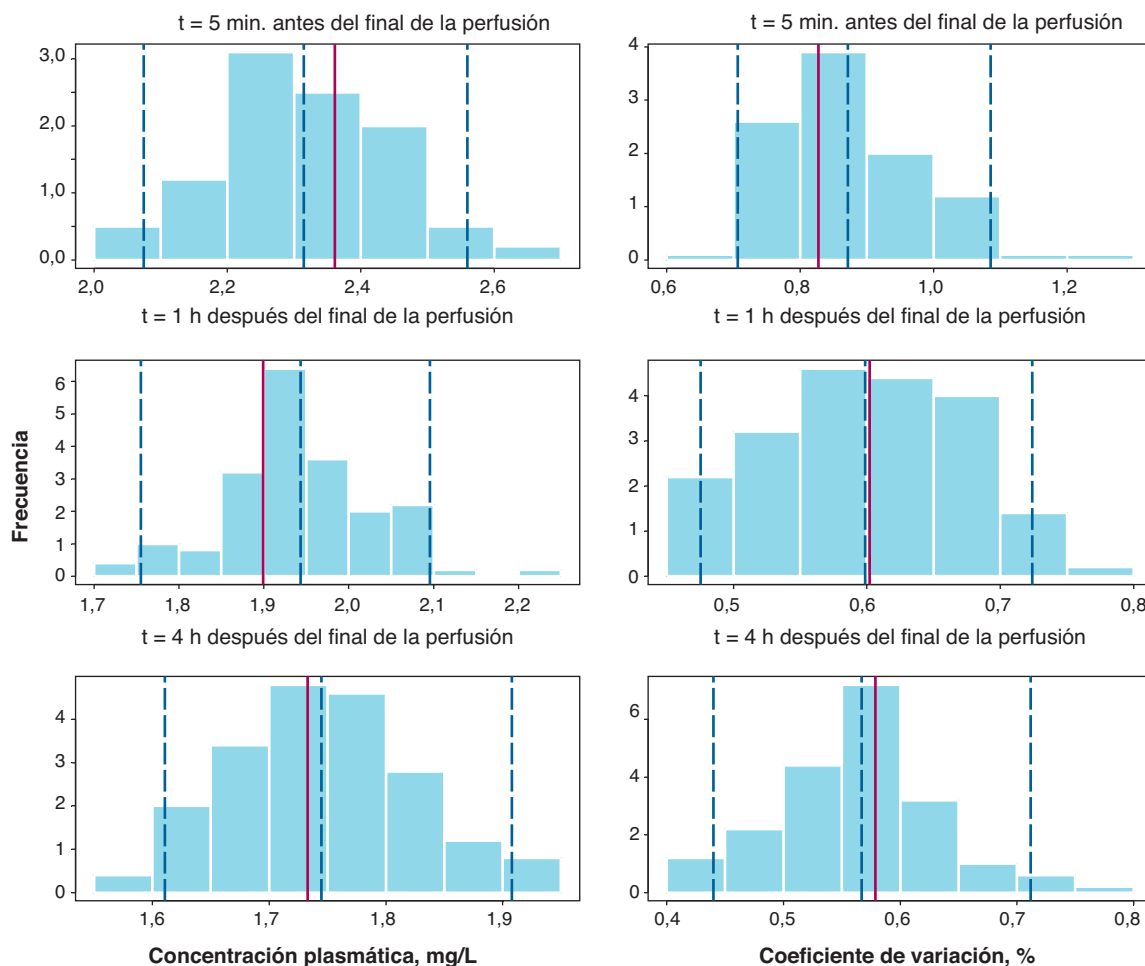 t = 5 min. antes del final de la perfusión
3,0
2,0
1,0
0,0
2,0 2,2 2,4 2,6
t = 5 min. antes del final de la perfusión
4
3
2
1
0
0,6 0,8 1,0 1,2
t = 1 h después del final de la perfusión
6
5
4
3
2
1
0
1,7 1,8 1,9 2,0 2,1 2,2
t = 1 h después del final de la perfusión
4
3
2
1
0
0,5 0,6 0,7 0,8
Frecuencia
t = 4 h después del final de la perfusión
4
3
2
1
0
1,6 1,7 1,8 1,9
t = 4 h después del final de la perfusión
6
4
2
0
0,4 0,5 0,6 0,7 0,8
Concentración plasmática, mg/L
Coeficiente de variación, %